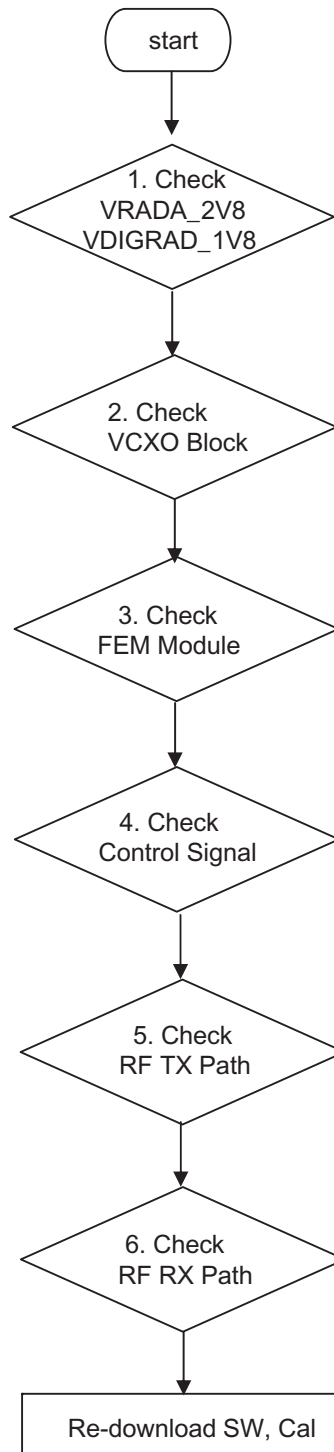 start
1. Check
VRADA_2V8
VDIGRAD_1V8
2. Check
VCXO Block
3. Check
FEM Module
4. Check
Control Signal
5. Check
RF TX Path
6. Check
RF RX Path
Re-download SW, Cal